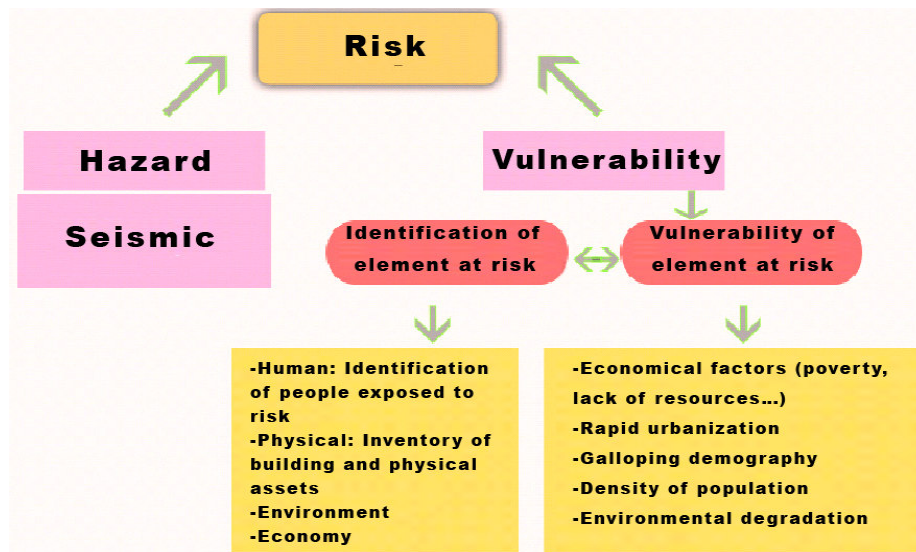 Risk
Hazard
Vulnerability
Seismic
Identification of
element at risk
Vulnerability of
element at risk
-Human: Identification
of people exposed to
risk
-Physical: Inventory of
building and physical
assets
-Environment
-Economy
-Economical factors (poverty,
lack of resources...)
-Rapid urbanization
-Galloping demography
-Density of population
-Environmental degradation